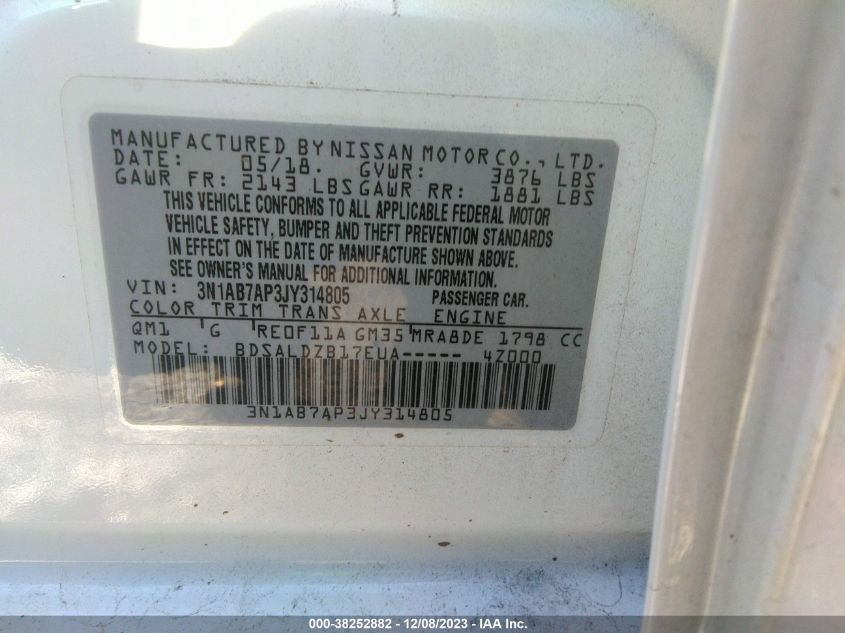 MANUFACTURED BY NISSAN MOTOR CO., LTD.
DATE: 05/18. GVWR: 3876 LBS
GAWR FR: 2143 LBS GAWR RR: 1881 LBS
THIS VEHICLE CONFORMS TO ALL APPLICABLE FEDERAL MOTOR
VEHICLE SAFETY, BUMPER AND THEFT PREVENTION STANDARDS
IN EFFECT ON THE DATE OF MANUFACTURE SHOWN ABOVE.
SEE OWNER'S MANUAL FOR ADDITIONAL INFORMATION.
VIN: 3N1AB7AP3JY314805 PASSENGER CAR.
COLOR TRIM TRANS AXLE ENGINE
QM1 G RE0F11A GM35 MRA8DE 1798 CC
MODEL: BDSALDZB17EUA----- 4Z000
3N1AB7AP3JY314805
000-38252882 - 12/08/2023 - IAA Inc.